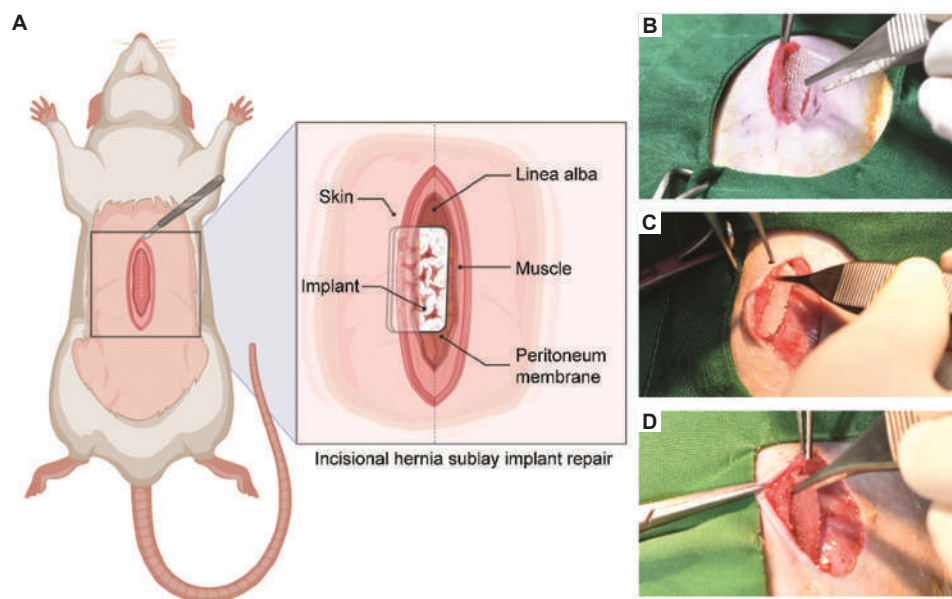 A
Skin
Implant
Linea alba
Muscle
Peritoneum
membrane
Incisional hernia sublay implant repair
B
C
D